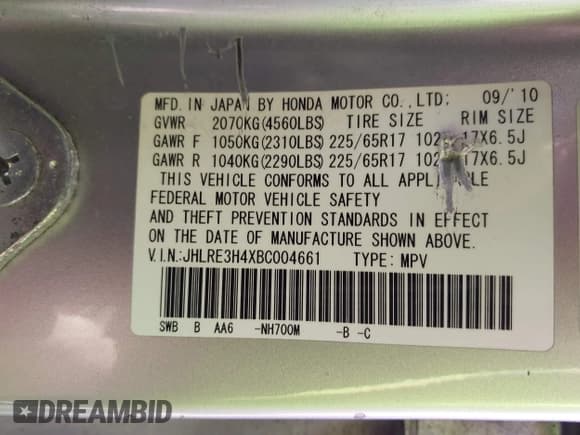 MFD. IN JAPAN BY HONDA MOTOR CO.,LTD: 09/'10
GVWR 2070KG(4560LBS) TIRE SIZE RIM SIZE
GAWR F 1050KG(2310LBS) 225/65R17 102 17X6.5J
GAWR R 1040KG(2290LBS) 225/65R17 102 17X6.5J
THIS VEHICLE CONFORMS TO ALL
FEDERAL MOTOR VEHICLE SAFETY
AND THEFT PREVENTION STANDARDS IN EFFECT
ON THE DATE OF MANUFACTURE SHOWN ABOVE.
V.I.N:JHLRE3H4XBC004661 TYPE: MPV
SWB B AA6 -NH700M -B -C
DREAMBID